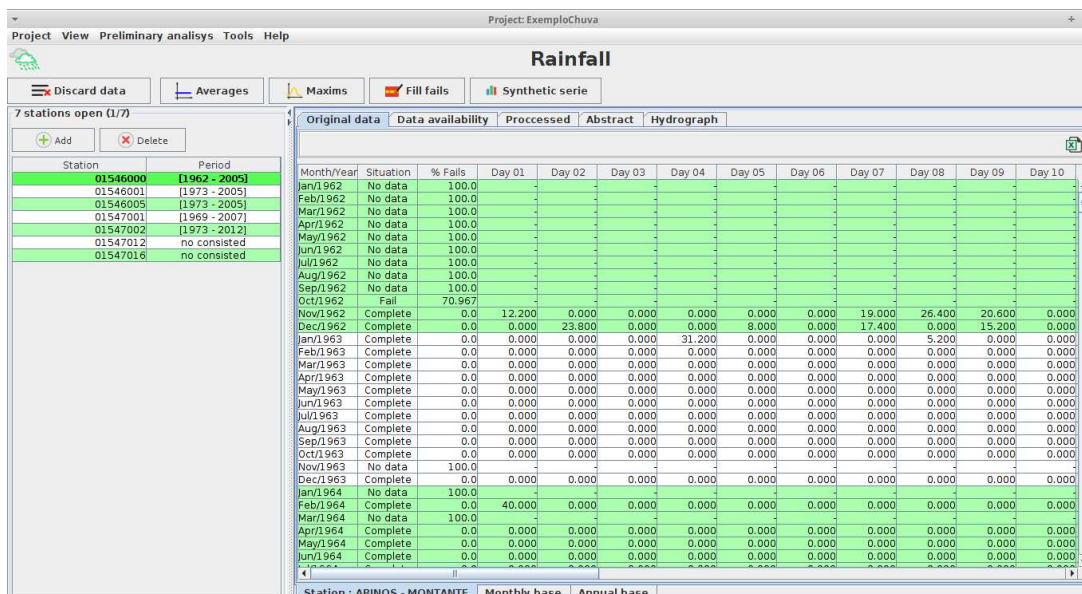 Project: ExemploChuva
Project View Preliminary analisys Tools Help
Rainfall
Discard data Averages Maxims Fill fails Synthetic serie
7 stations open (1/7)
Add Delete
Station Period
01546000 [1962 - 2005]
01546001 [1973 - 2005]
01546005 [1973 - 2005]
01547001 [1969 - 2007]
01547002 [1973 - 2012]
01547012 no consisted
01547016 no consisted
Original data Data availability Proccessed Abstract Hydrograph
Month/Year Situation % Fails Day 01 Day 02 Day 03 Day 04 Day 05 Day 06 Day 07 Day 08 Day 09 Day 10
Jan/1962 No data 100.0 - - - - - - - - - -
Feb/1962 No data 100.0 - - - - - - - - - -
Mar/1962 No data 100.0 - - - - - - - - - -
Apr/1962 No data 100.0 - - - - - - - - - -
May/1962 No data 100.0 - - - - - - - - - -
Jun/1962 No data 100.0 - - - - - - - - - -
Jul/1962 No data 100.0 - - - - - - - - - -
Aug/1962 No data 100.0 - - - - - - - - - -
Sep/1962 No data 100.0 - - - - - - - - - -
Oct/1962 Fail 70.967 - - - - - - - - - -
Nov/1962 Complete 0.0 12.200 0.000 0.000 0.000 0.000 0.000 19.000 26.400 20.600 0.000
Dec/1962 Complete 0.0 0.000 23.800 0.000 0.000 8.000 0.000 17.400 0.000 15.200 0.000
Jan/1963 Complete 0.0 0.000 0.000 0.000 31.200 0.000 0.000 0.000 5.200 0.000 0.000
Feb/1963 Complete 0.0 0.000 0.000 0.000 0.000 0.000 0.000 0.000 0.000 0.000 0.000
Mar/1963 Complete 0.0 0.000 0.000 0.000 0.000 0.000 0.000 0.000 0.000 0.000 0.000
Apr/1963 Complete 0.0 0.000 0.000 0.000 0.000 0.000 0.000 0.000 0.000 0.000 0.000
May/1963 Complete 0.0 0.000 0.000 0.000 0.000 0.000 0.000 0.000 0.000 0.000 0.000
Jun/1963 Complete 0.0 0.000 0.000 0.000 0.000 0.000 0.000 0.000 0.000 0.000 0.000
Jul/1963 Complete 0.0 0.000 0.000 0.000 0.000 0.000 0.000 0.000 0.000 0.000 0.000
Aug/1963 Complete 0.0 0.000 0.000 0.000 0.000 0.000 0.000 0.000 0.000 0.000 0.000
Sep/1963 Complete 0.0 0.000 0.000 0.000 0.000 0.000 0.000 0.000 0.000 0.000 0.000
Oct/1963 Complete 0.0 0.000 0.000 0.000 0.000 0.000 0.000 0.000 0.000 0.000 0.000
Nov/1963 No data 100.0 - - - - - - - - - -
Dec/1963 Complete 0.0 0.000 0.000 0.000 0.000 0.000 0.000 0.000 0.000 0.000 0.000
Jan/1964 No data 100.0 - - - - - - - - - -
Feb/1964 Complete 0.0 40.000 0.000 0.000 0.000 0.000 0.000 0.000 0.000 0.000 0.000
Mar/1964 No data 100.0 - - - - - - - - - -
Apr/1964 Complete 0.0 0.000 0.000 0.000 0.000 0.000 0.000 0.000 0.000 0.000 0.000
May/1964 Complete 0.0 0.000 0.000 0.000 0.000 0.000 0.000 0.000 0.000 0.000 0.000
Jun/1964 Complete 0.0 0.000 0.000 0.000 0.000 0.000 0.000 0.000 0.000 0.000 0.000
Station : ARINOS - MONTANTE Monthly base Annual base